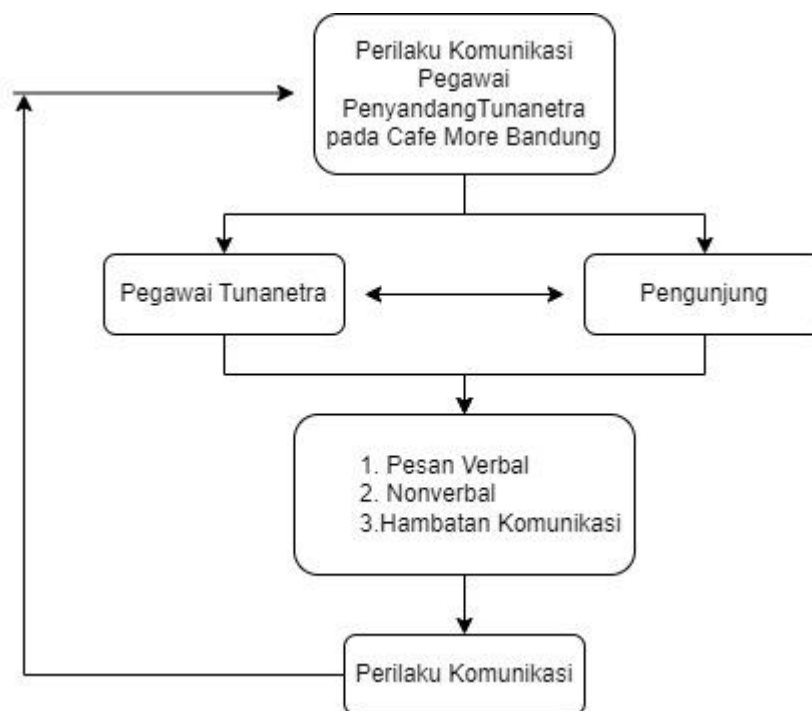 Perilaku Komunikasi
Pegawai
PenyandangTunanetra
pada Cafe More Bandung
Pegawai Tunanetra
Pengunjung
1. Pesan Verbal
2. Nonverbal
3.Hambatan Komunikasi
Perilaku Komunikasi